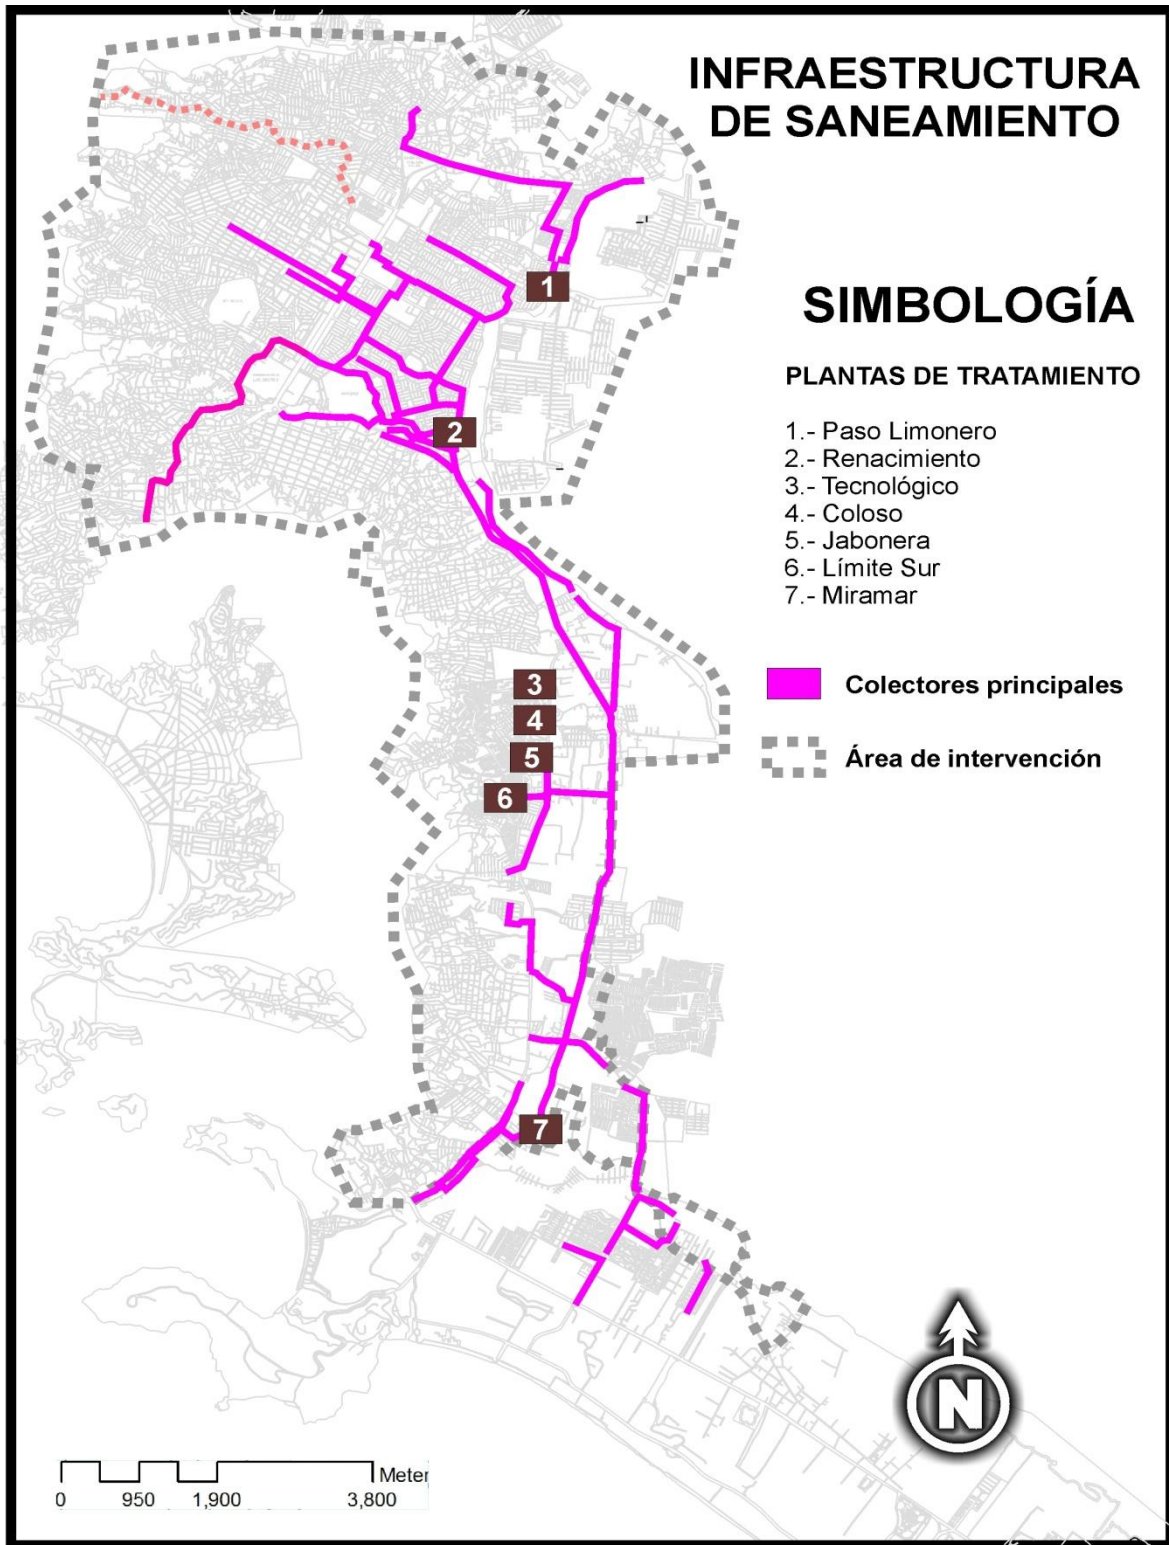 INFRAESTRUCTURA
DE SANEAMIENTO
SIMBOLOGÍA
PLANTAS DE TRATAMIENTO
1.- Paso Limonero
2.- Renacimiento
3.- Tecnológico
4.- Coloso
5.- Jabonera
6.- Límite Sur
7.- Miramar
Colectores principales
Área de intervención
1
2
3
4
5
6
7
N
Meter
0 950 1,900 3,800